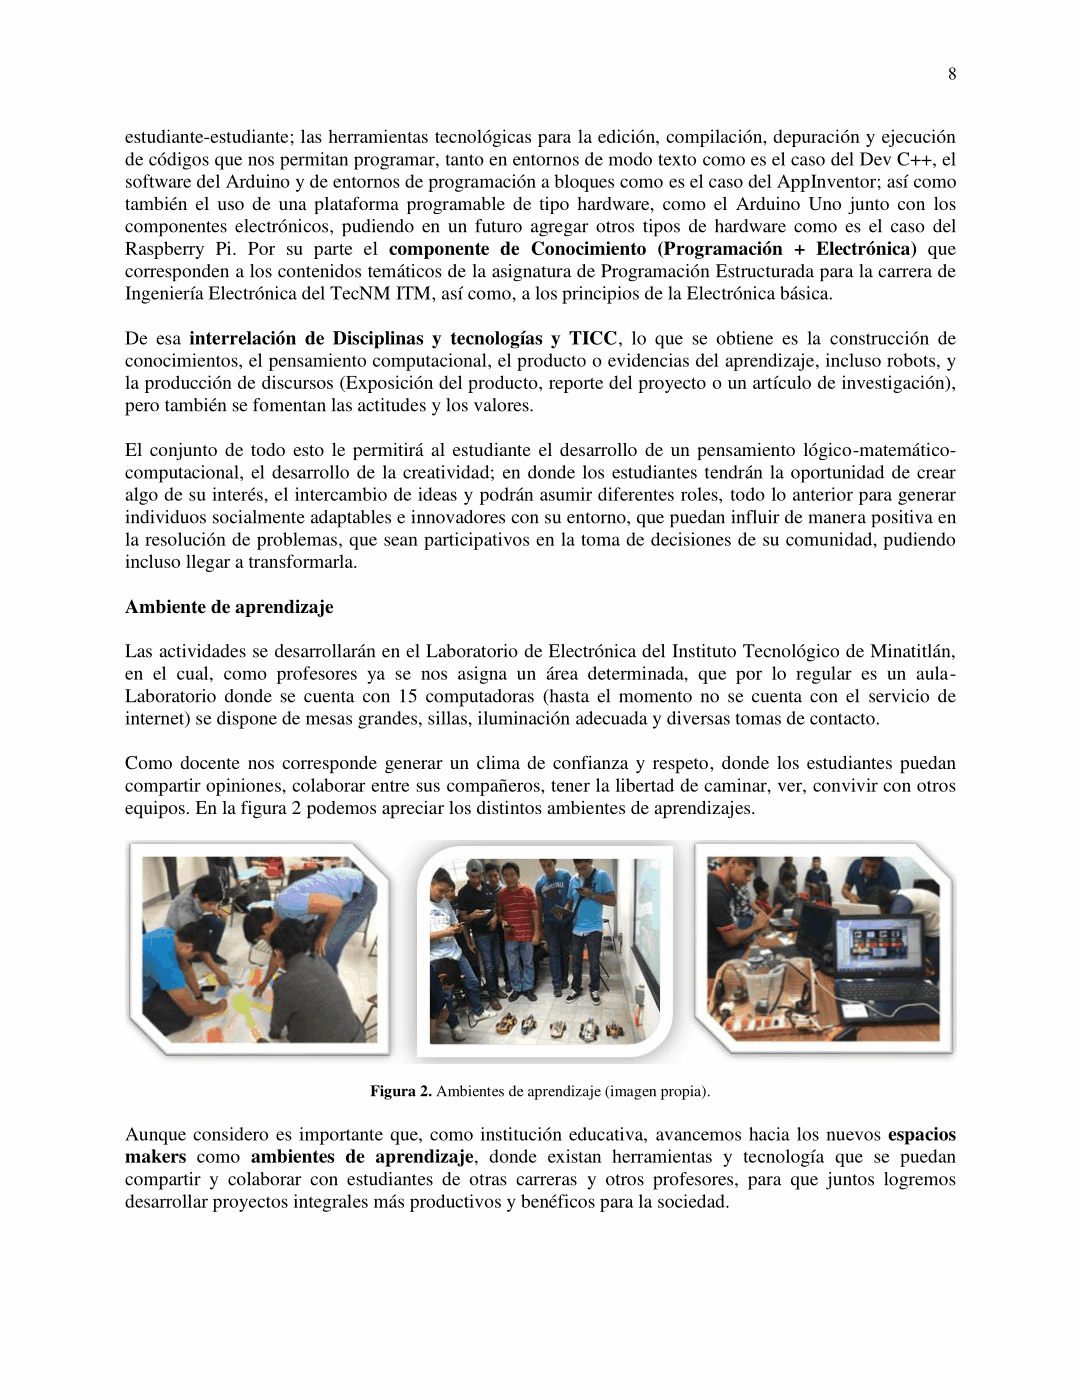 8
estudiante-estudiante; las herramientas tecnológicas para la edición, compilación, depuración y ejecución
de códigos que nos permitan programar, tanto en entornos de modo texto como es el caso del Dev C++, el
software del Arduino y de entornos de programación a bloques como es el caso del AppInventor; así como
también el uso de una plataforma programable de tipo hardware, como el Arduino Uno junto con los
componentes electrónicos, pudiendo en un futuro agregar otros tipos de hardware como es el caso del
Raspberry Pi. Por su parte el componente de Conocimiento (Programación + Electrónica) que
corresponden a los contenidos temáticos de la asignatura de Programación Estructurada para la carrera de
Ingeniería Electrónica del TecNM ITM, así como, a los principios de la Electrónica básica.
De esa interrelación de Disciplinas y tecnologías y TICC, lo que se obtiene es la construcción de
conocimientos, el pensamiento computacional, el producto o evidencias del aprendizaje, incluso robots, y
la producción de discursos (Exposición del producto, reporte del proyecto o un artículo de investigación),
pero también se fomentan las actitudes y los valores.
El conjunto de todo esto le permitirá al estudiante el desarrollo de un pensamiento lógico-matemático-
computacional, el desarrollo de la creatividad; en donde los estudiantes tendrán la oportunidad de crear
algo de su interés, el intercambio de ideas y podrán asumir diferentes roles, todo lo anterior para generar
individuos socialmente adaptables e innovadores con su entorno, que puedan influir de manera positiva en
la resolución de problemas, que sean participativos en la toma de decisiones de su comunidad, pudiendo
incluso llegar a transformarla.
Ambiente de aprendizaje
Las actividades se desarrollarán en el Laboratorio de Electrónica del Instituto Tecnológico de Minatitlán,
en el cual, como profesores ya se nos asigna un área determinada, que por lo regular es un aula-
Laboratorio donde se cuenta con 15 computadoras (hasta el momento no se cuenta con el servicio de
internet) se dispone de mesas grandes, sillas, iluminación adecuada y diversas tomas de contacto.
Como docente nos corresponde generar un clima de confianza y respeto, donde los estudiantes puedan
compartir opiniones, colaborar entre sus compañeros, tener la libertad de caminar, ver, convivir con otros
equipos. En la figura 2 podemos apreciar los distintos ambientes de aprendizajes.
Figura 2. Ambientes de aprendizaje (imagen propia).
Aunque considero es importante que, como institución educativa, avancemos hacia los nuevos espacios
makers como ambientes de aprendizaje, donde existan herramientas y tecnología que se puedan
compartir y colaborar con estudiantes de otras carreras y otros profesores, para que juntos logremos
desarrollar proyectos integrales más productivos y benéficos para la sociedad.